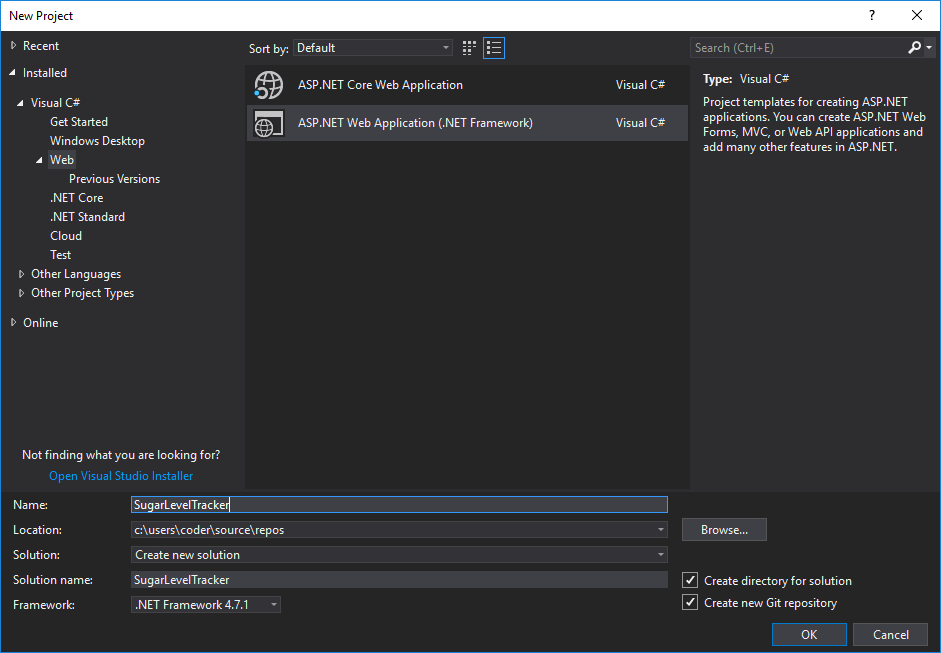 New Project
?
Recent
Installed
Visual C#
Get Started
Windows Desktop
Web
Previous Versions
.NET Core
.NET Standard
Cloud
Test
Other Languages
Other Project Types
Online
Not finding what you are looking for?
Open Visual Studio Installer
Sort by: Default
ASP.NET Core Web Application Visual C#
ASP.NET Web Application (.NET Framework) Visual C#
Search (Ctrl+E)
Type: Visual C#
Project templates for creating ASP.NET
applications. You can create ASP.NET Web
Forms, MVC, or Web API applications and
add many other features in ASP.NET.
Name: SugarLevelTracker
Location: c:\users\coder\source\repos
Browse...
Solution: Create new solution
Solution name: SugarLevelTracker
Create directory for solution
Framework: .NET Framework 4.7.1
Create new Git repository
OK Cancel